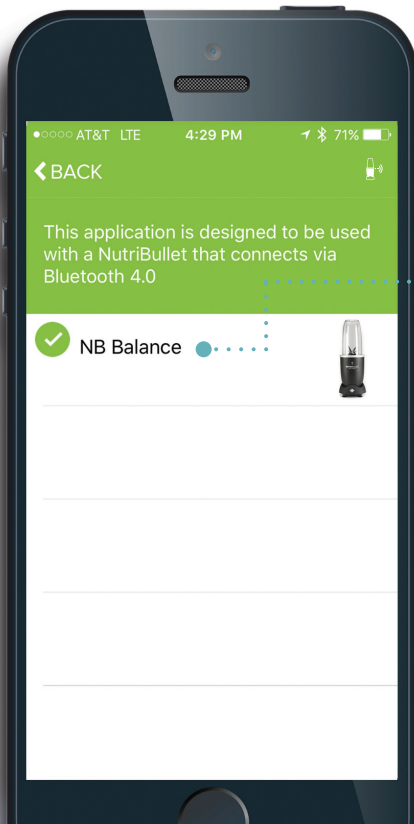 AT&T LTE 4:29 PM 71%
BACK
This application is designed to be used
with a NutriBullet that connects via
Bluetooth 4.0
NB Balance